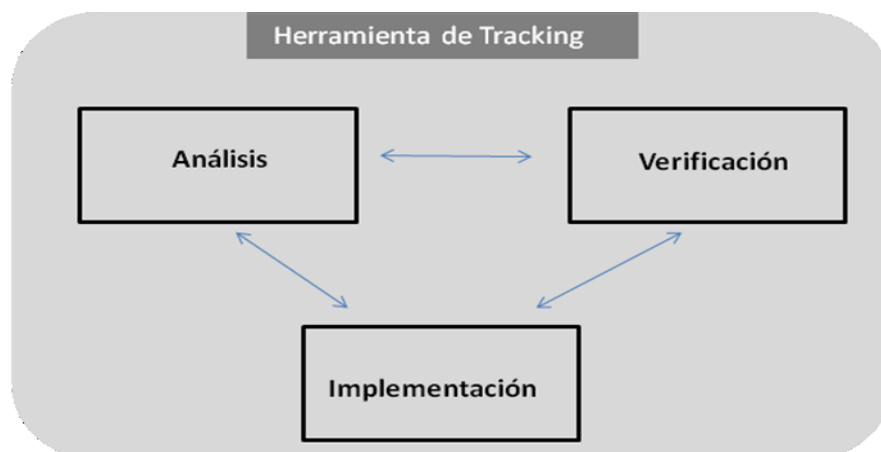 Herramienta de Tracking
Análisis
Verificación
Implementación